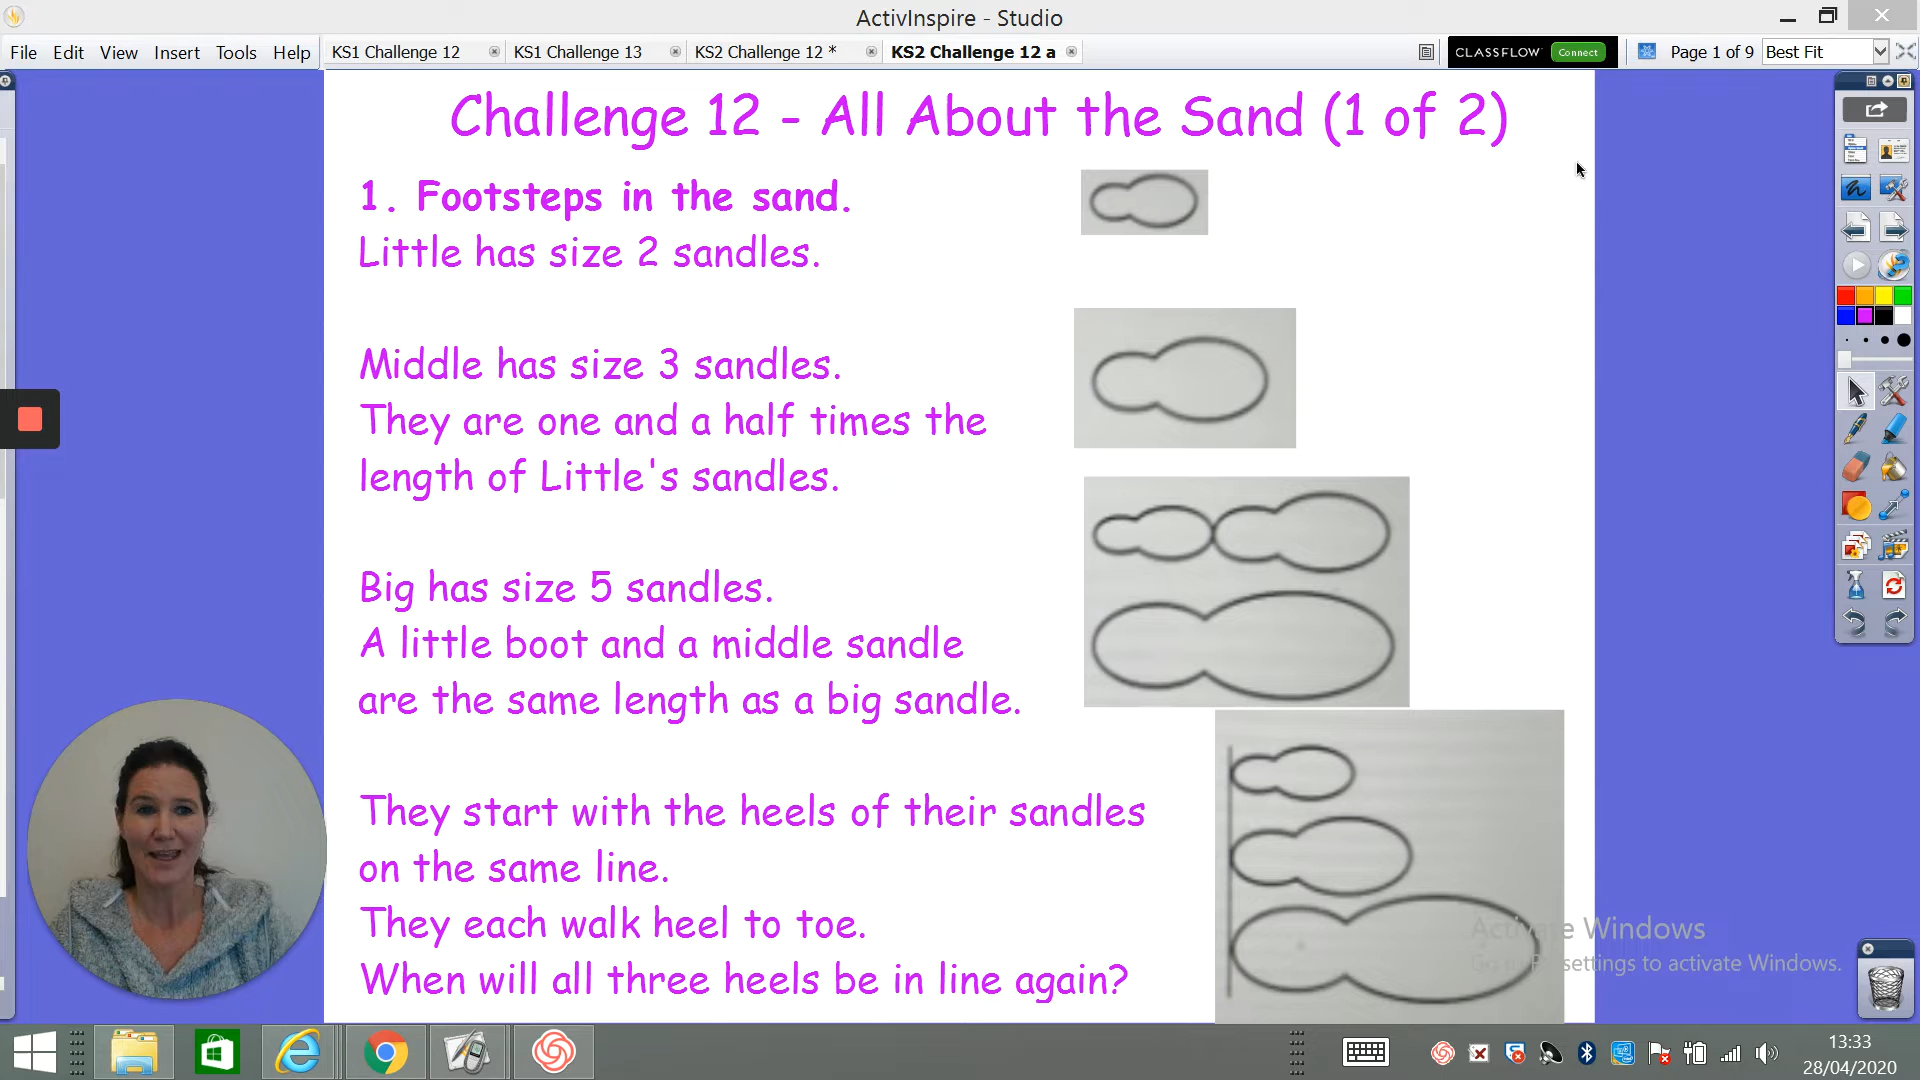 ActivInspire - Studio
File Edit View Insert Tools Help
KS1 Challenge 12 KS1 Challenge 13 KS2 Challenge 12 * KS2 Challenge 12 a
CLASSFLOW Connect
Page 1 of 9 Best Fit
Challenge 12 - All About the Sand (1 of 2)
1. Footsteps in the sand.
Little has size 2 sandles.
Middle has size 3 sandles.
They are one and a half times the
length of Little's sandles.
Big has size 5 sandles.
A little boot and a middle sandle
are the same length as a big sandle.
They start with the heels of their sandles
on the same line.
They each walk heel to toe.
When will all three heels be in line again?
Activate Windows
settings to activate Windows.
13:33
28/04/2020